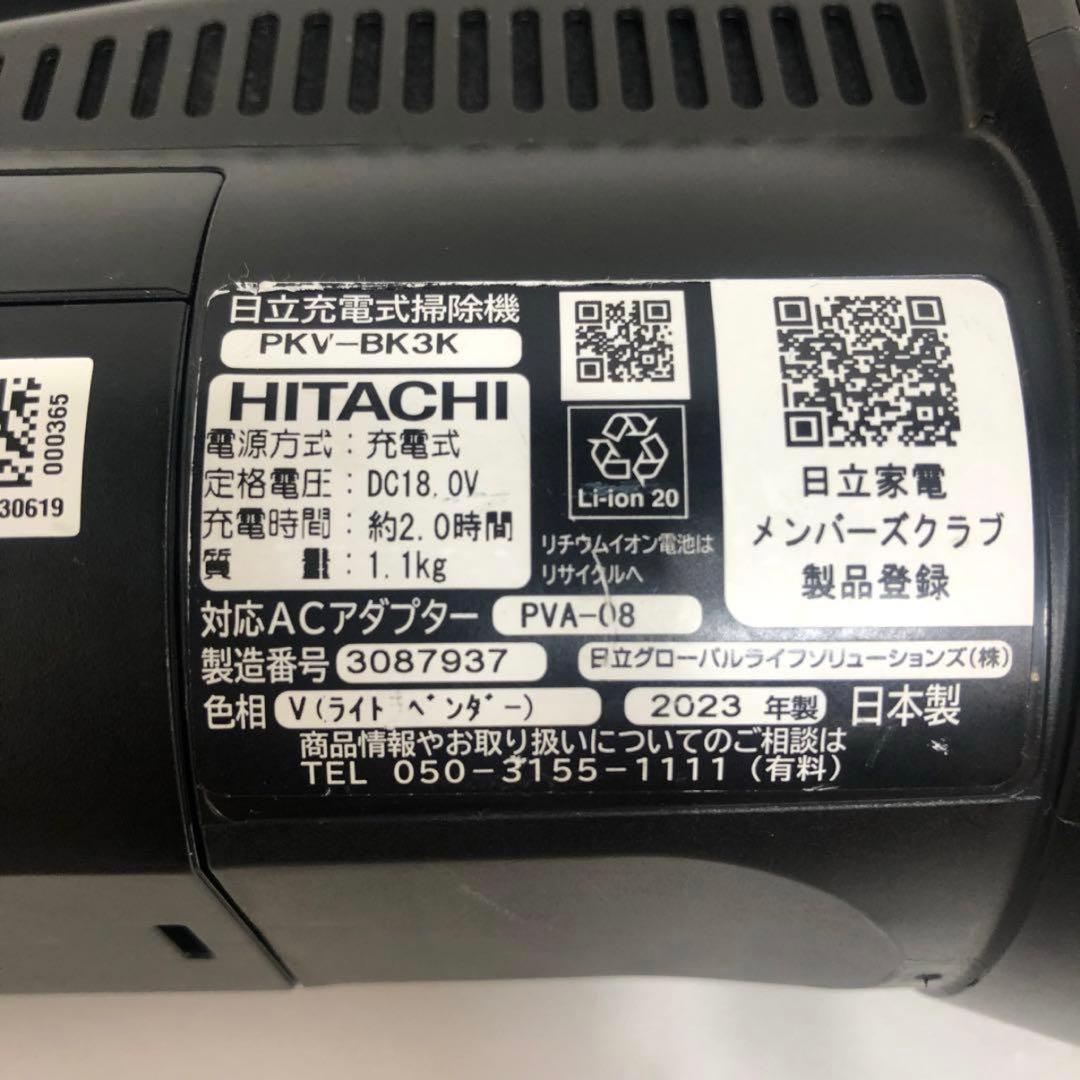 日立充電式掃除機
PKV-BK3K
HITACHI
電源方式：充電式
定格電圧：DC18.0V
充電時間：約2.0時間
質　　量：1.1kg
Li-ion 20
リチウムイオン電池は
リサイクルへ
日立家電
メンバーズクラブ
製品登録
対応ACアダプター PVA-08
製造番号 3087937 日立グローバルライフソリューションズ(株)
色相 V(ライト ベンダー) 2023 年製 日本製
商品情報やお取り扱いについてのご相談は
TEL 050-3155-1111（有料）
000365
30619